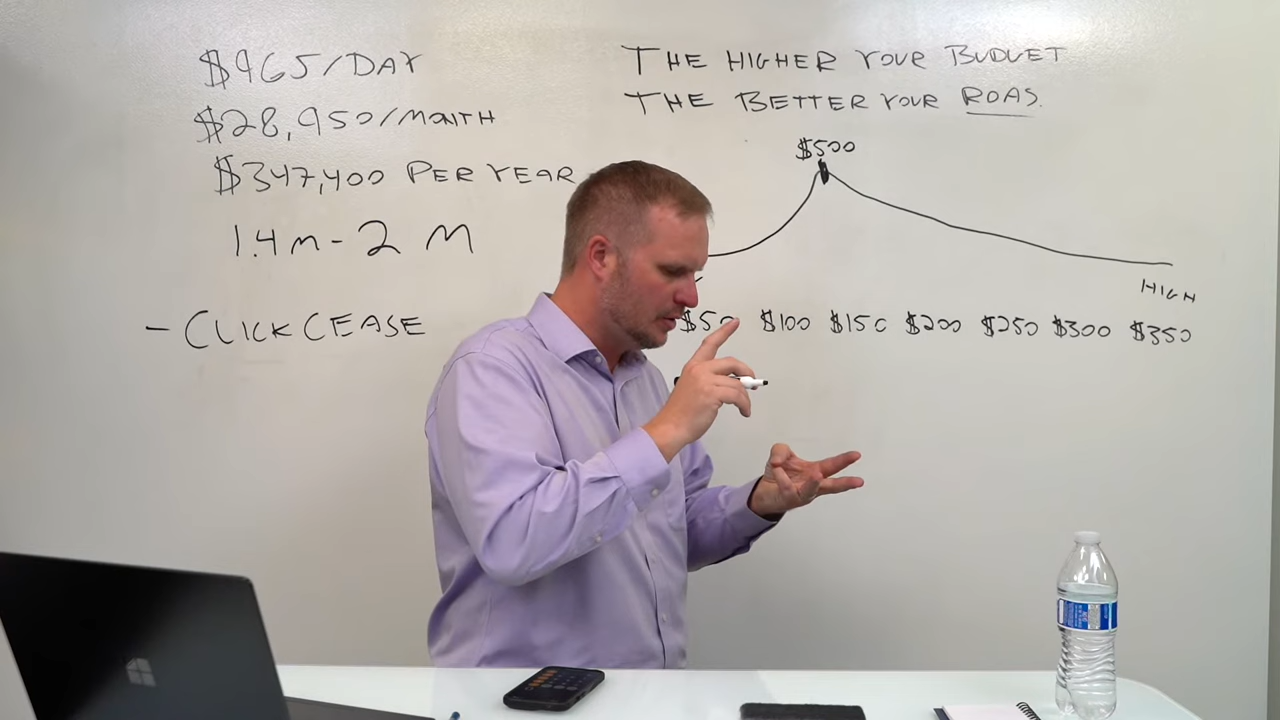 $965/DAY
$28,950/MONTH
$347,400 PER YEAR
1.4M - 2 M
- CLICKCEASE
THE HIGHER YOUR BUDGET
THE BETTER YOUR ROAS.
$500
HIGH
$50 $100 $150 $200 $250 $300 $350